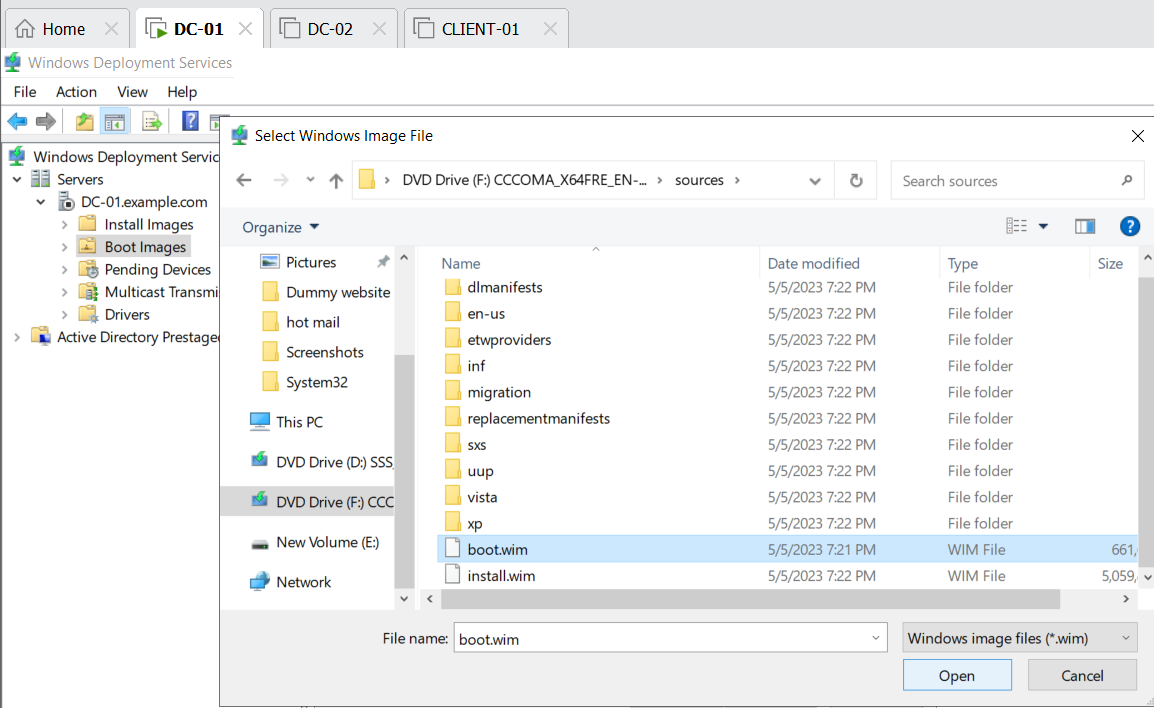 Home
DC-01
DC-02
CLIENT-01
Windows Deployment Services
File Action View Help
Select Windows Image File
Windows Deployment Servic
Servers
DC-01.example.com
Install Images
Boot Images
Pending Devices
Multicast Transmi
Drivers
Active Directory Prestage
DVD Drive (F:) CCCOMA_X64FRE_EN-... sources
Search sources
Organize
Pictures
Dummy website
hot mail
Screenshots
System32
This PC
DVD Drive (D:) SSS
DVD Drive (F:) CCC
New Volume (E:)
Network
Name Date modified Type Size
dlmanifests 5/5/2023 7:22 PM File folder
en-us 5/5/2023 7:22 PM File folder
etwproviders 5/5/2023 7:22 PM File folder
inf 5/5/2023 7:22 PM File folder
migration 5/5/2023 7:22 PM File folder
replacementmanifests 5/5/2023 7:22 PM File folder
sxs 5/5/2023 7:22 PM File folder
uup 5/5/2023 7:22 PM File folder
vista 5/5/2023 7:22 PM File folder
xp 5/5/2023 7:22 PM File folder
boot.wim 5/5/2023 7:21 PM WIM File 661,
install.wim 5/5/2023 7:22 PM WIM File 5,059,
File name: boot.wim
Windows image files (*.wim)
Open Cancel